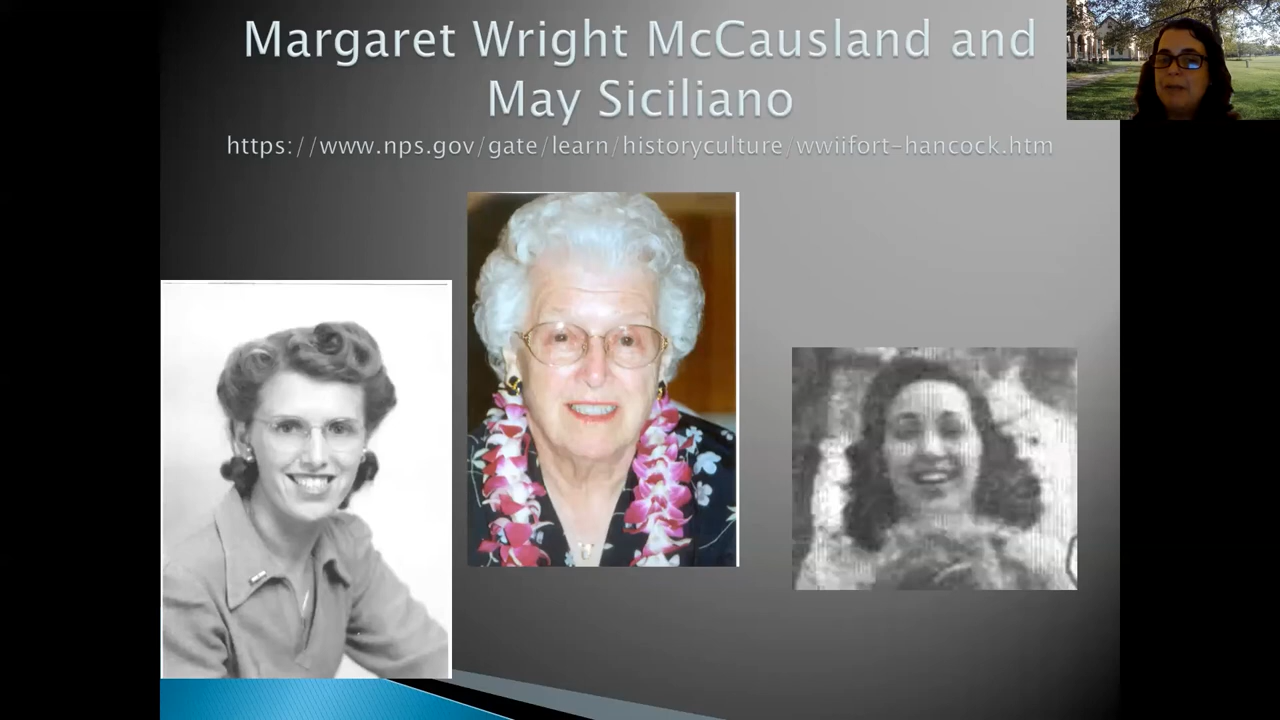 Margaret Wright McCausland and
May Siciliano
https://www.nps.gov/gate/learn/historyculture/wwiifort-hancock.htm